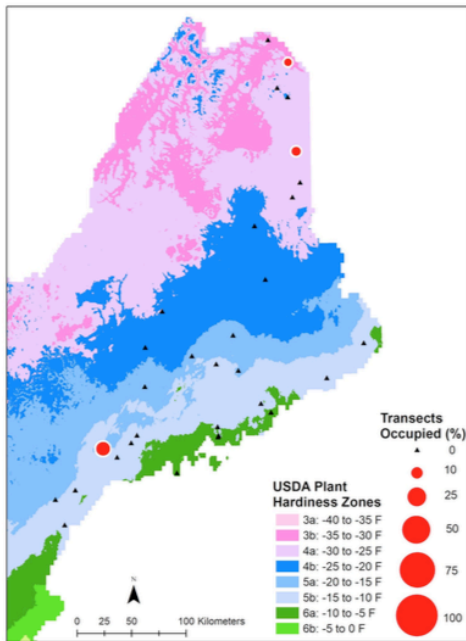 Transects
Occupied (%)
0
10
25
50
75
100
USDA Plant
Hardiness Zones
3a: -40 to -35 F
3b: -35 to -30 F
4a: -30 to -25 F
4b: -25 to -20 F
5a: -20 to -15 F
5b: -15 to -10 F
6a: -10 to -5 F
6b: -5 to 0 F
N
0 25 50 100 Kilometers